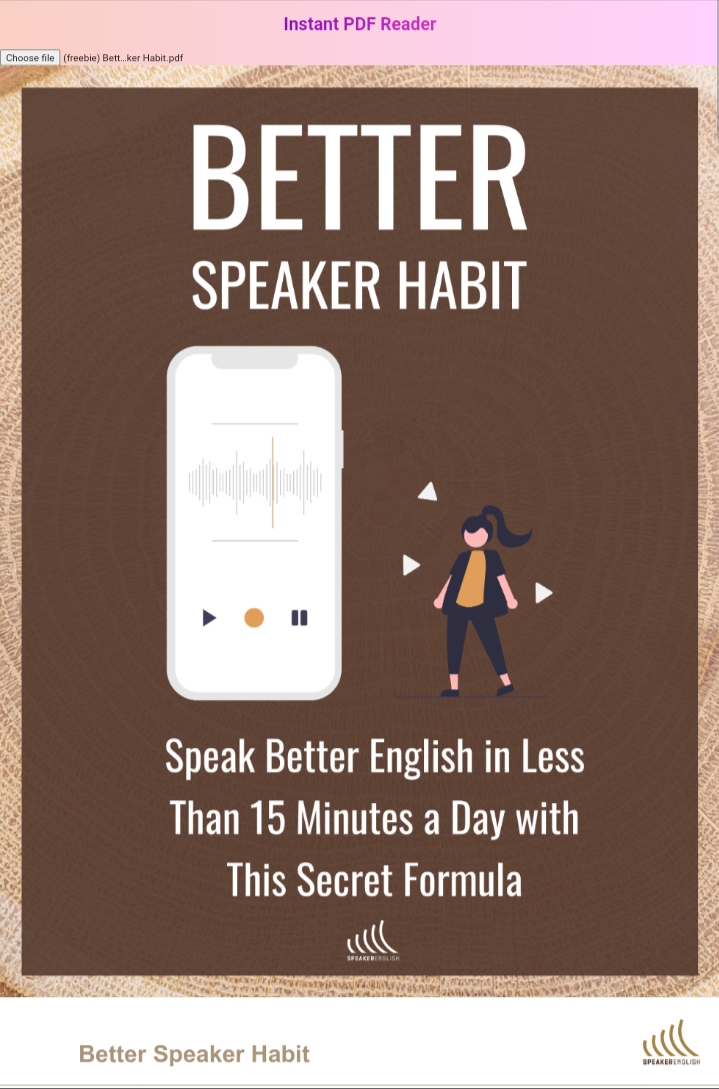 Instant PDF Reader
Choose file (freebie) Bett...ker Habit.pdf
BETTER
SPEAKER HABIT
Speak Better English in Less
Than 15 Minutes a Day with
This Secret Formula
SPEAKERENGLISH
Better Speaker Habit
SPEAKERENGLISH